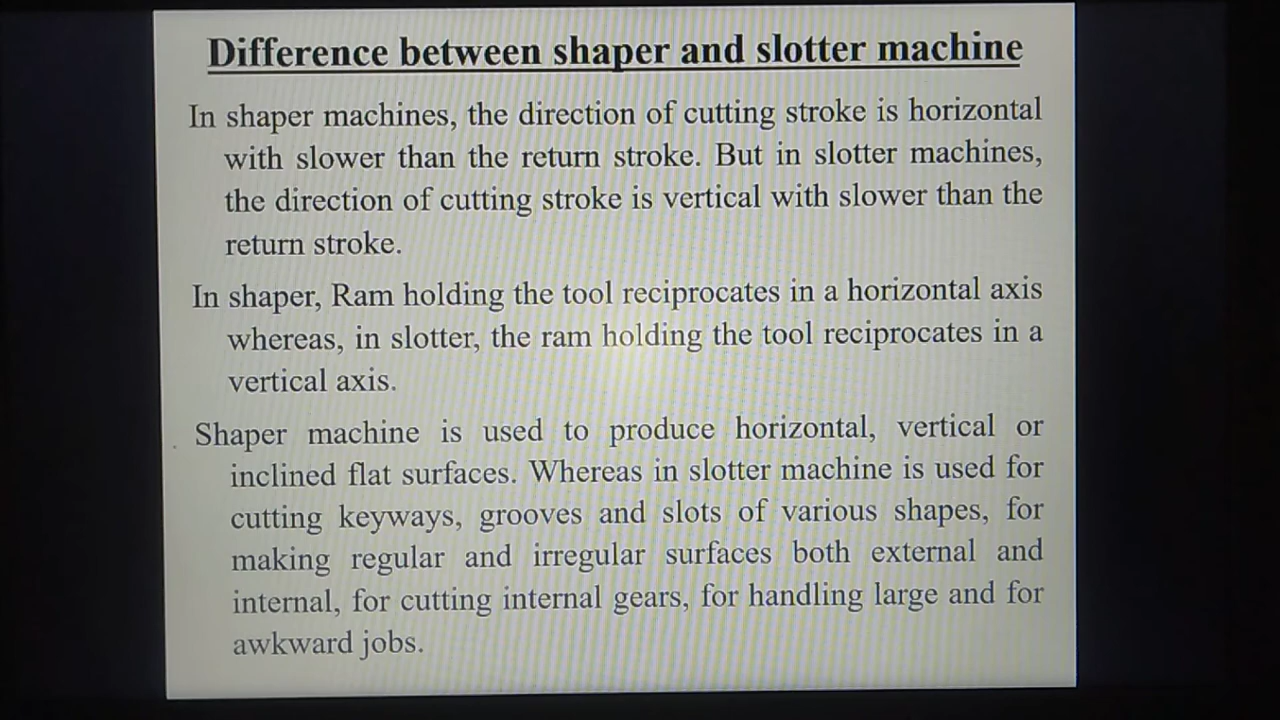 Difference between shaper and slotter machine
In shaper machines, the direction of cutting stroke is horizontal
with slower than the return stroke. But in slotter machines,
the direction of cutting stroke is vertical with slower than the
return stroke.
In shaper, Ram holding the tool reciprocates in a horizontal axis
whereas, in slotter, the ram holding the tool reciprocates in a
vertical axis.
Shaper machine is used to produce horizontal, vertical or
inclined flat surfaces. Whereas in slotter machine is used for
cutting keyways, grooves and slots of various shapes, for
making regular and irregular surfaces both external and
internal, for cutting internal gears, for handling large and for
awkward jobs.